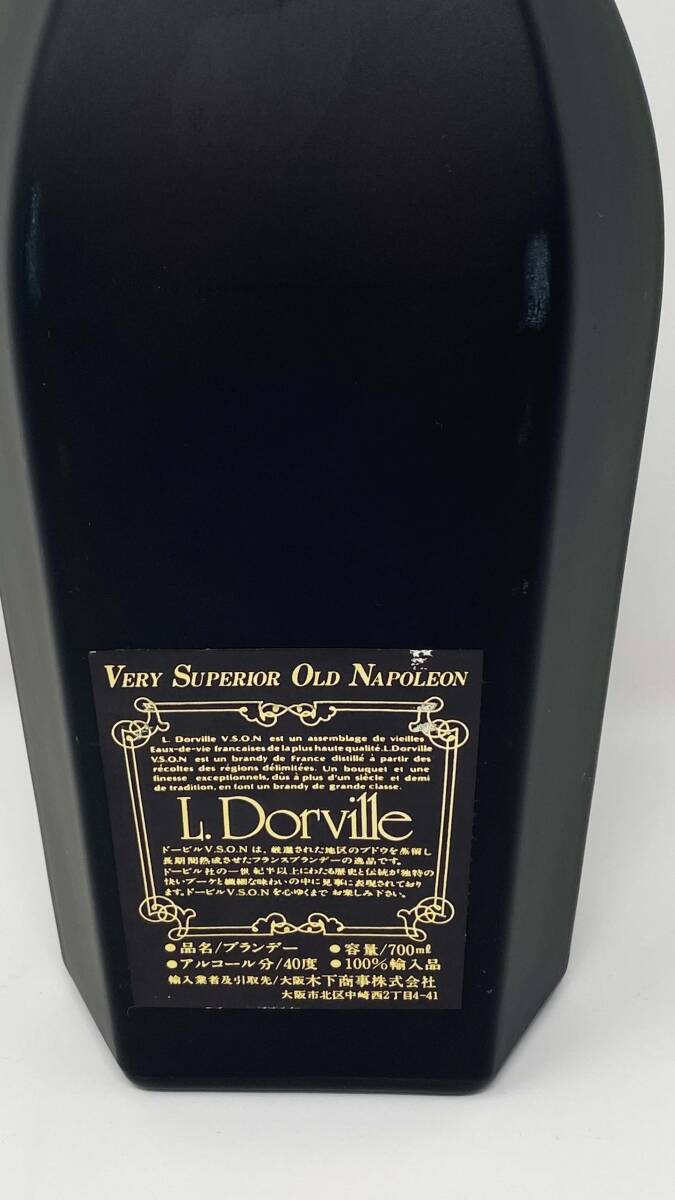 VERY SUPERIOR OLD NAPOLEON
L. Dorville V.S.O.N est un assemblage de vieilles
Eaux-de-vie francaises de la plus haute qualité. L.Dorville
V.S.O.N est un brandy de France distillé à partir des
récoltes des régions délimitées. Un bouquet et une
finesse exceptionnels, dûs à plus d'un siècle et demi
de tradition, en font un brandy de grande classe.
L. Dorville
ドービルV.S.O.Nは、厳選された地区のブドウを蒸留し
長期間熟成させたフランスブランデーの逸品です。
ドービル社の一世紀半以上にわたる歴史と伝統が独特の
快いブーケと繊細な味わいの中に見事に表現されており
ます。ドービルV.S.O.Nを心ゆくまでお楽しみ下さい。
●品名/ブランデー ●容量/700ml
●アルコール分/40度 ●100%輸入品
輸入業者及引取先/大阪木下商事株式会社
大阪市北区中崎西2丁目4-41